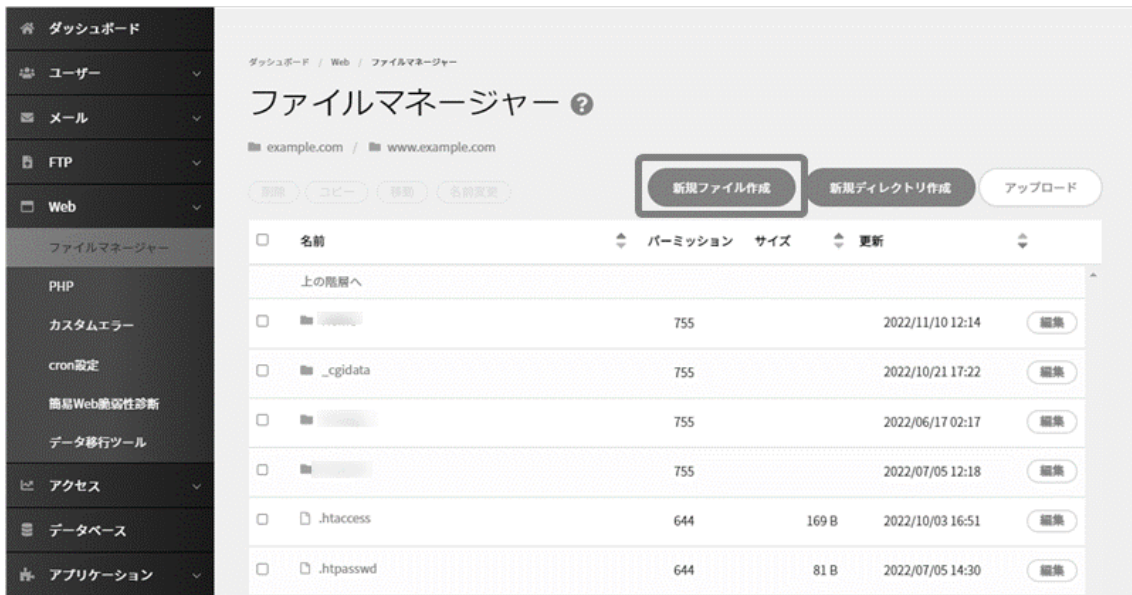 ダッシュボード
ユーザー
メール
FTP
Web
ファイルマネージャー
PHP
カスタムエラー
cron設定
簡易Web脆弱性診断
データ移行ツール
アクセス
データベース
アプリケーション
ダッシュボード / Web / ファイルマネージャー
ファイルマネージャー ?
example.com / www.example.com
削除 コピー 移動 名前変更 新規ファイル作成 新規ディレクトリ作成 アップロード
名前 パーミッション サイズ 更新
上の階層へ
755 2022/11/10 12:14 編集
_cgidata 755 2022/10/21 17:22 編集
755 2022/06/17 02:17 編集
755 2022/07/05 12:18 編集
.htaccess 644 169 B 2022/10/03 16:51 編集
.htpasswd 644 81 B 2022/07/05 14:30 編集